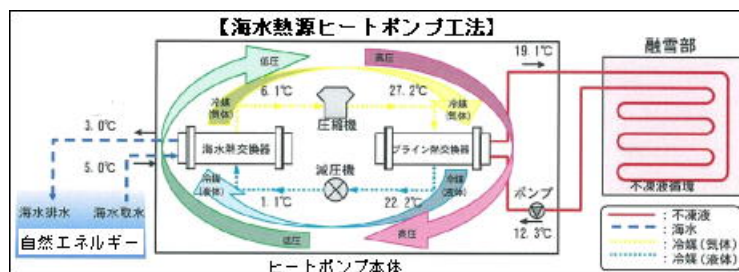 【海水熱源ヒートポンプ工法】
融雪部
低圧
高圧
19.1℃
冷媒
(気体)
6.1℃
27.2℃
冷媒
(気体)
圧縮機
3.0℃
海水熱交換器
ブライン熱交換器
5.0℃
減圧機
冷媒
(液体)
冷媒
(液体)
1.1℃
22.2℃
ポンプ
不凍液循環
海水排水
海水取水
12.3℃
自然エネルギー
低圧
高圧
ヒートポンプ本体
：不凍液
：海水
：冷媒(気体)
：冷媒(液体)